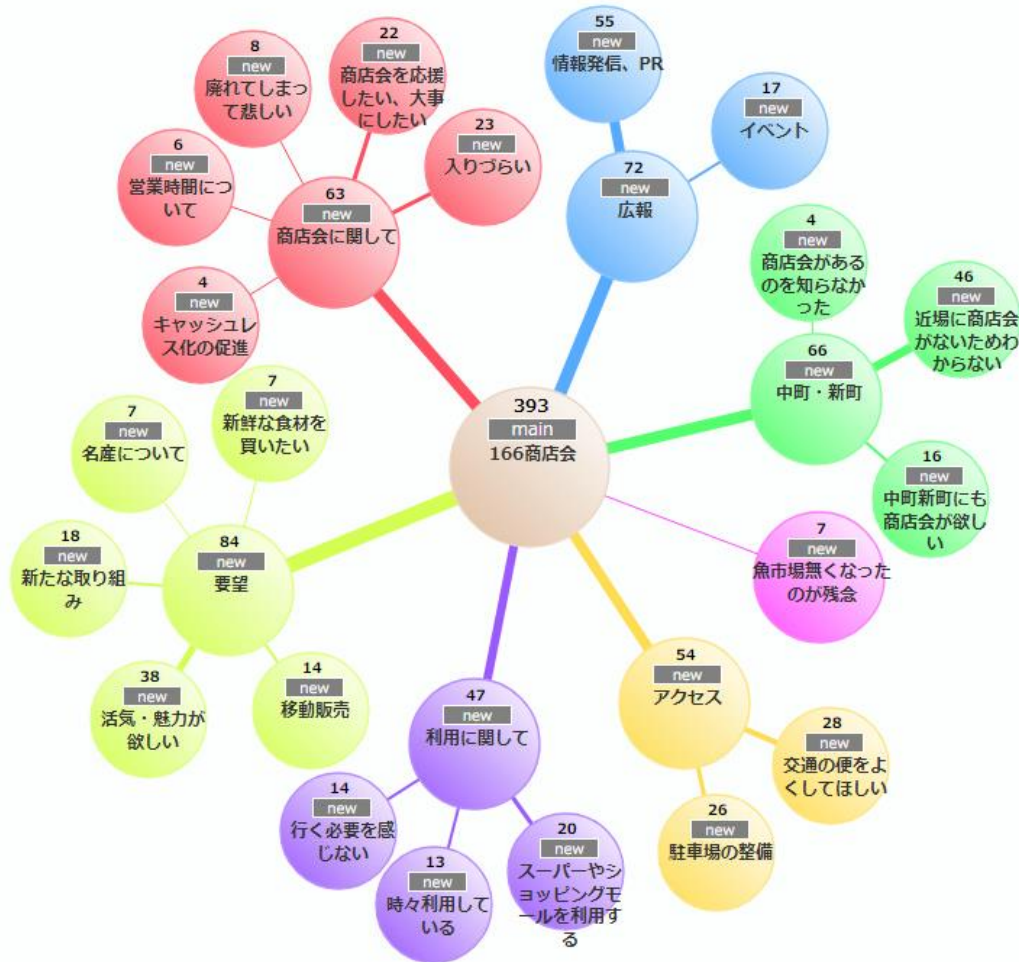 8
new
廃れてしまっ
て悲しい
22
new
商店会を応援
したい、大事
にしたい
23
new
入りづらい
6
new
営業時間につ
いて
63
new
商店会に関して
4
new
キャッシュレ
ス化の促進
55
new
情報発信、PR
17
new
イベント
72
new
広報
4
new
商店会がある
のを知らなか
った
46
new
近場に商店会
がないためわ
からない
66
new
中町・新町
16
new
中町新町にも
商店会が欲し
い
393
main
166商店会
7
new
魚市場無くなった
のが残念
7
new
新鮮な食材を
買いたい
7
new
名産について
18
new
新たな取り組
み
84
new
要望
38
new
活気・魅力が
欲しい
14
new
移動販売
47
new
利用に関して
14
new
行く必要を感
じない
13
new
時々利用して
いる
20
new
スーパーやシ
ョッピングモ
ールを利用す
る
54
new
アクセス
28
new
交通の便をよ
くしてほしい
26
new
駐車場の整備